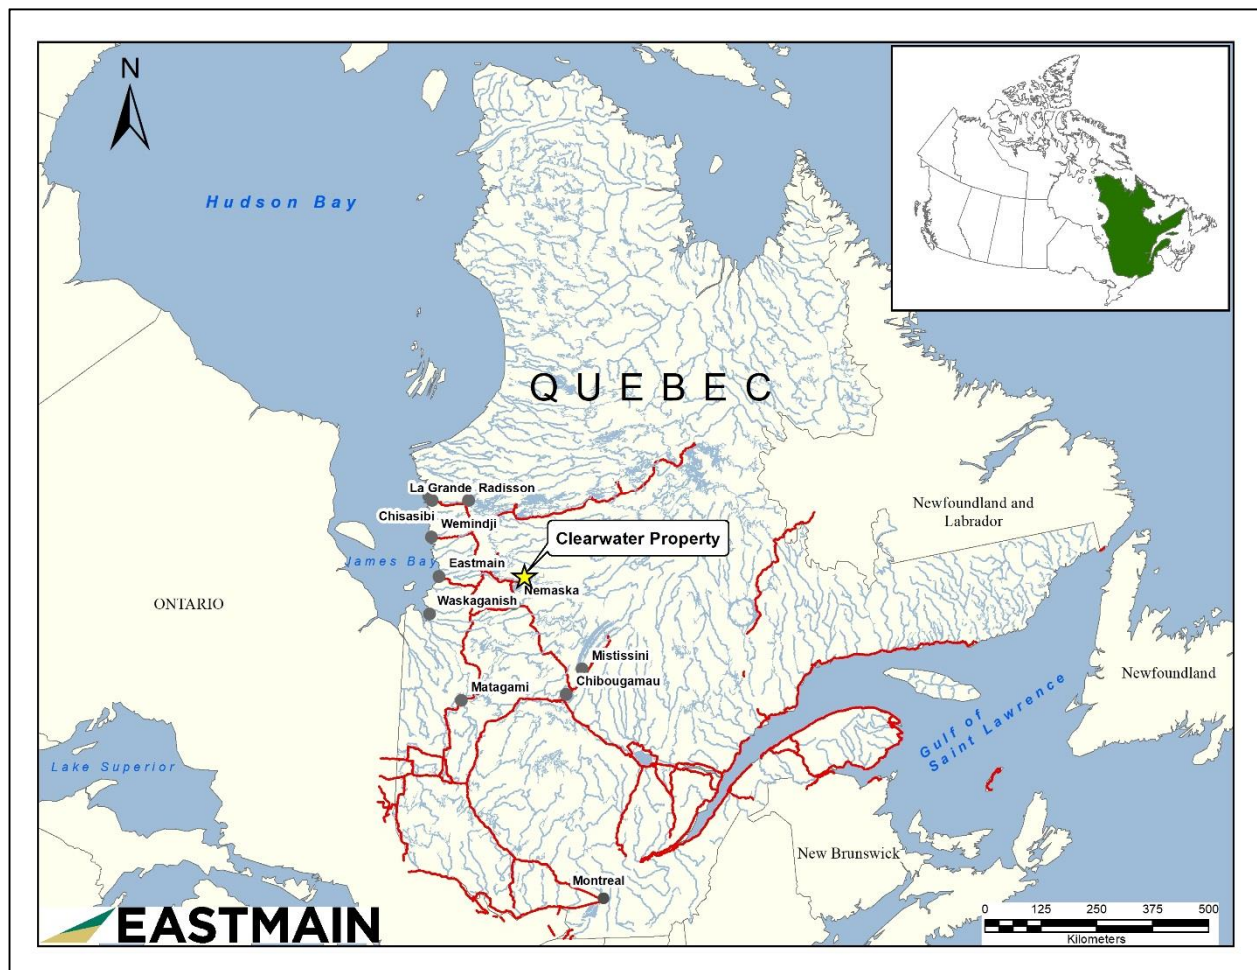 N
Hudson Bay
QUEBEC
La Grande Radisson
Chisasibi
Wemindji
Clearwater Property
James Bay
Eastmain
Nemaska
Waskaganish
ONTARIO
Newfoundland and
Labrador
Mistissini
Chibougamau
Matagami
Newfoundland
Gulf of
Saint Lawrence
Lake Superior
New Brunswick
Montreal
EASTMAIN
0 125 250 375 500
Kilometers